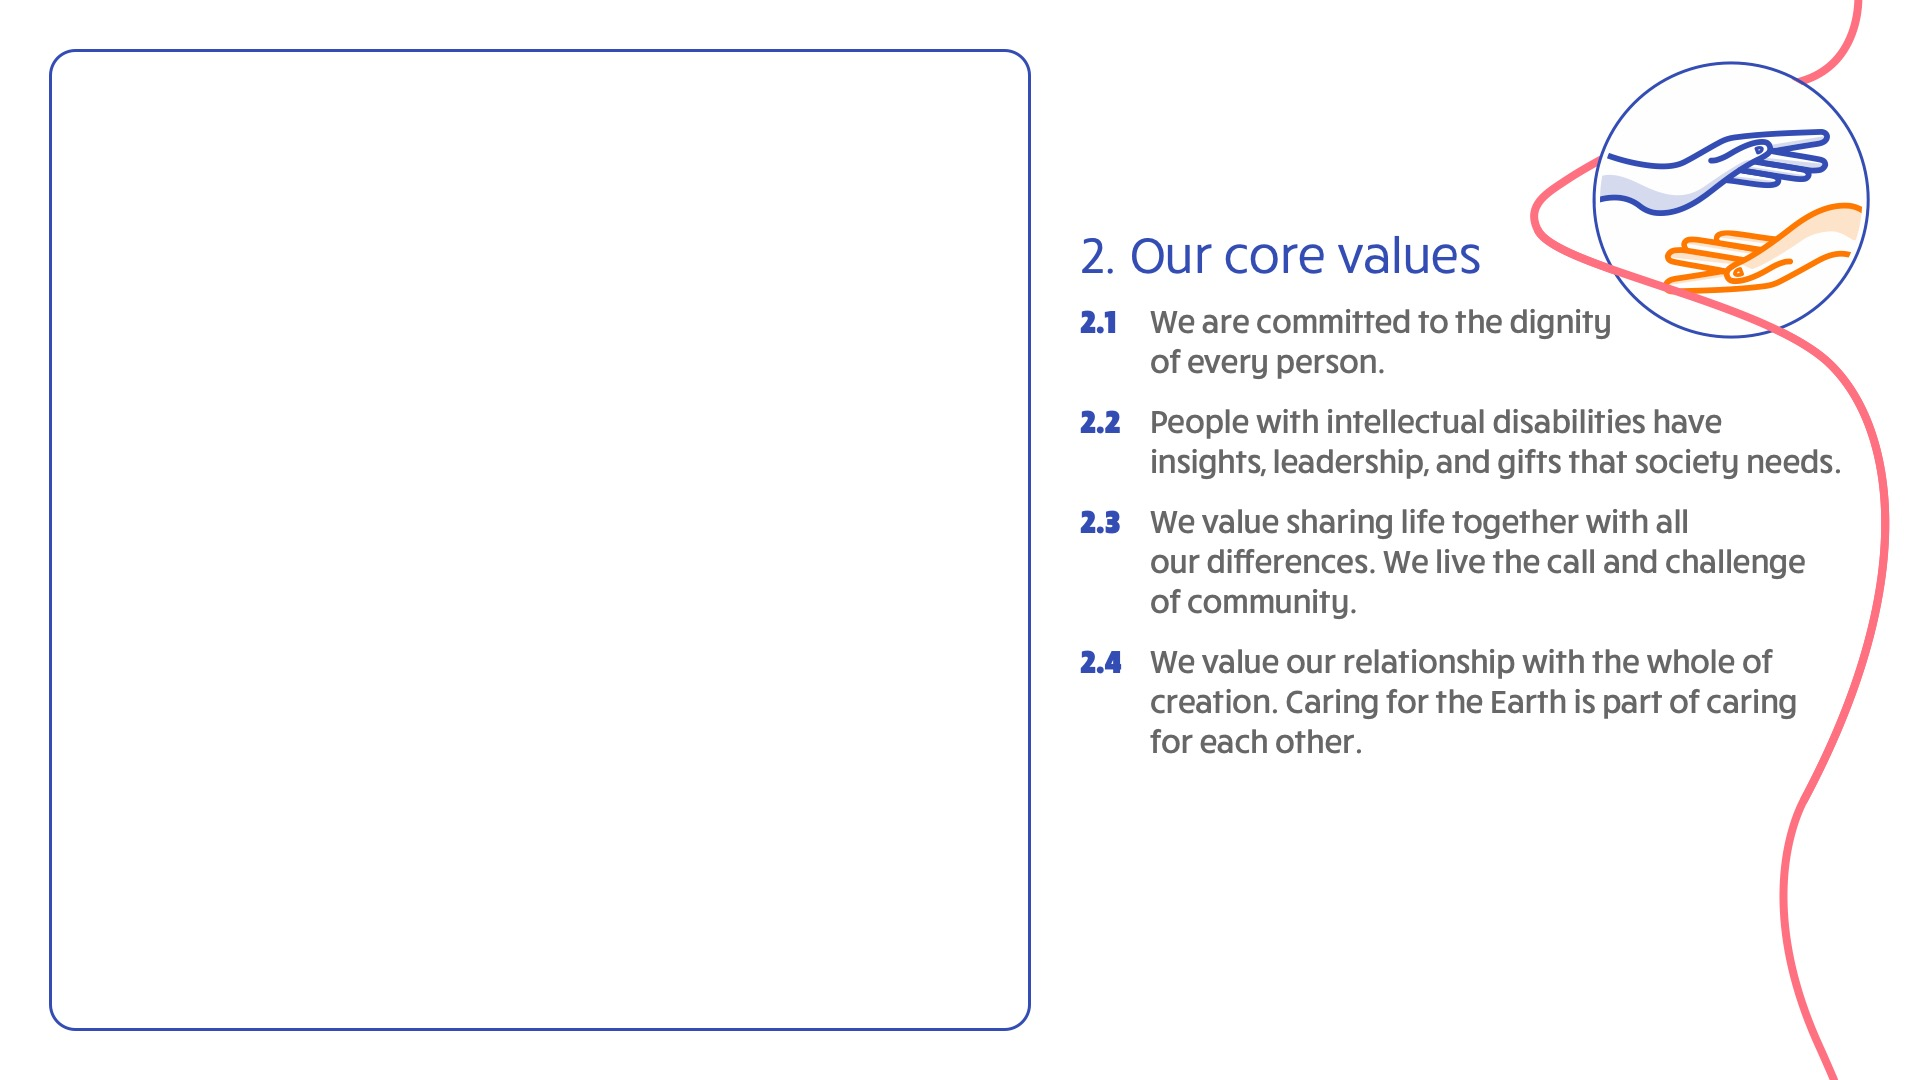 2. Our core values
2.1 We are committed to the dignity
of every person.
2.2 People with intellectual disabilities have
insights, leadership, and gifts that society needs.
2.3 We value sharing life together with all
our differences. We live the call and challenge
of community.
2.4 We value our relationship with the whole of
creation. Caring for the Earth is part of caring
for each other.